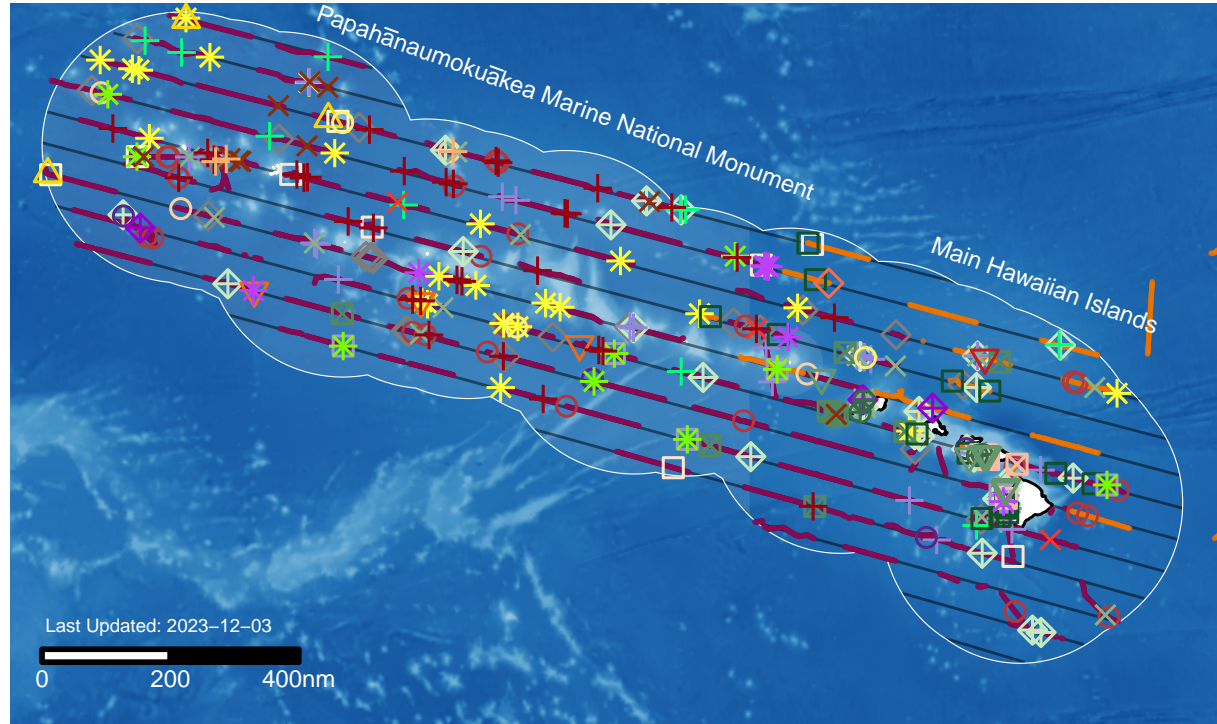 Papahānaumokuākea Marine National Monument
Main Hawaiian Islands
Last Updated: 2023−12−03
0 200 400nm